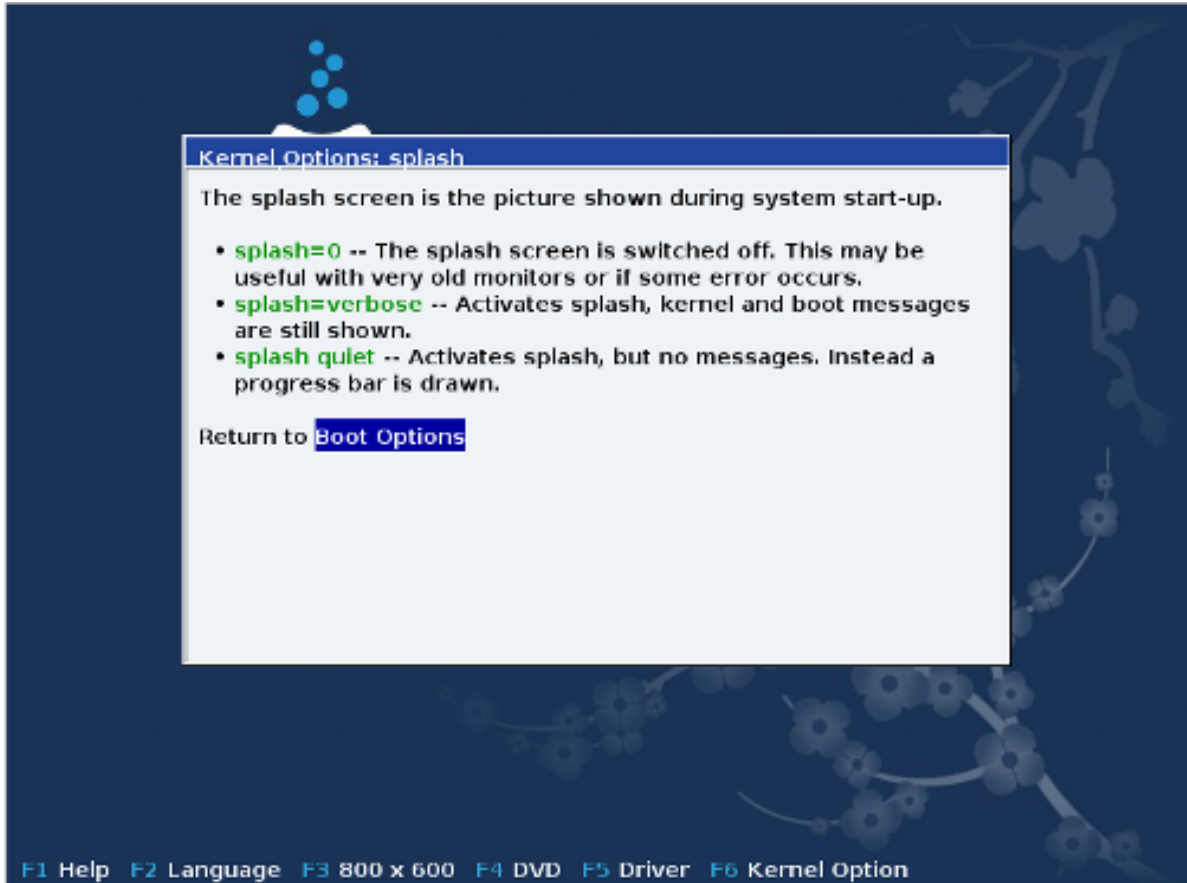 Kernel Options: splash
The splash screen is the picture shown during system start-up.
• splash=0 -- The splash screen is switched off. This may be
useful with very old monitors or if some error occurs.
• splash=verbose -- Activates splash, kernel and boot messages
are still shown.
• splash quiet -- Activates splash, but no messages. Instead a
progress bar is drawn.
Return to Boot Options
F1 Help F2 Language F3 800 x 600 F4 DVD F5 Driver F6 Kernel Option